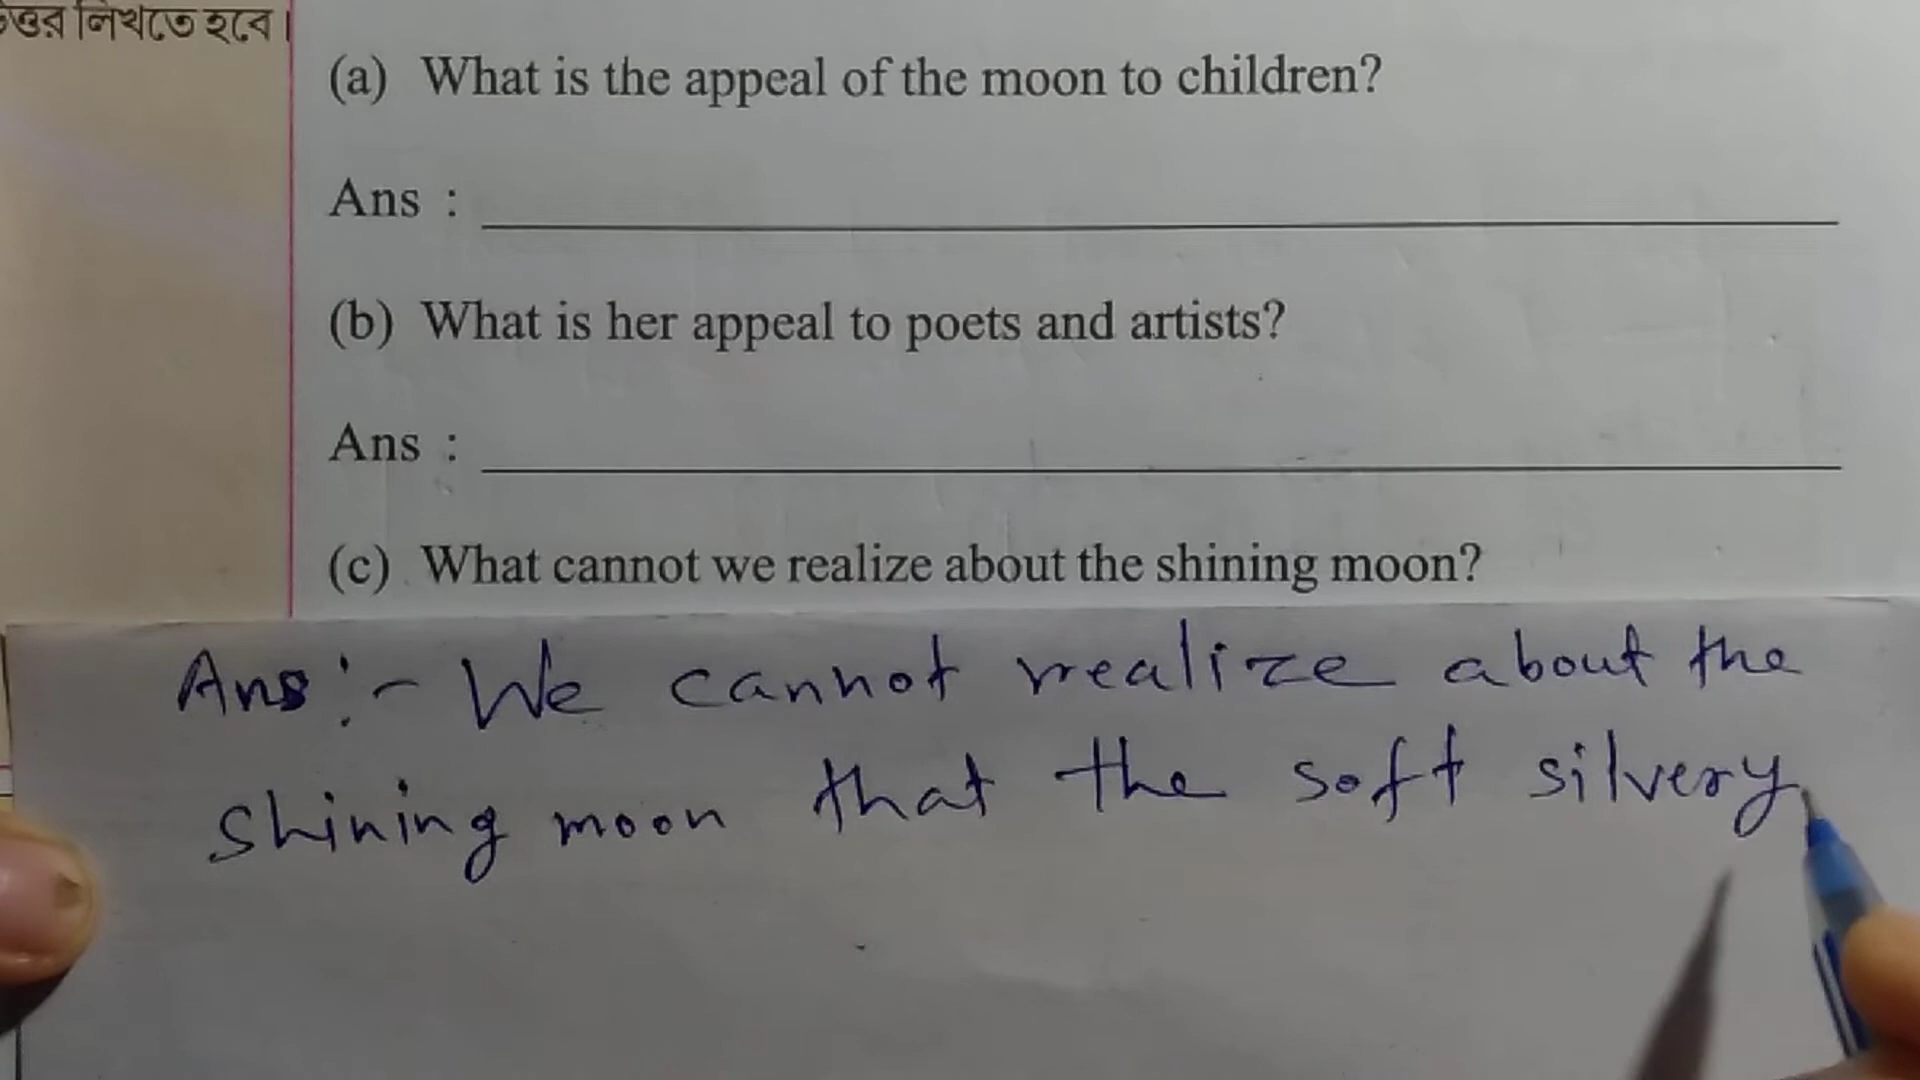 উত্তর লিখতে হবে।
(a) What is the appeal of the moon to children?
Ans :
(b) What is her appeal to poets and artists?
Ans :
(c) What cannot we realize about the shining moon?
Ans:- We cannot realize about the
shining moon that the soft silvery